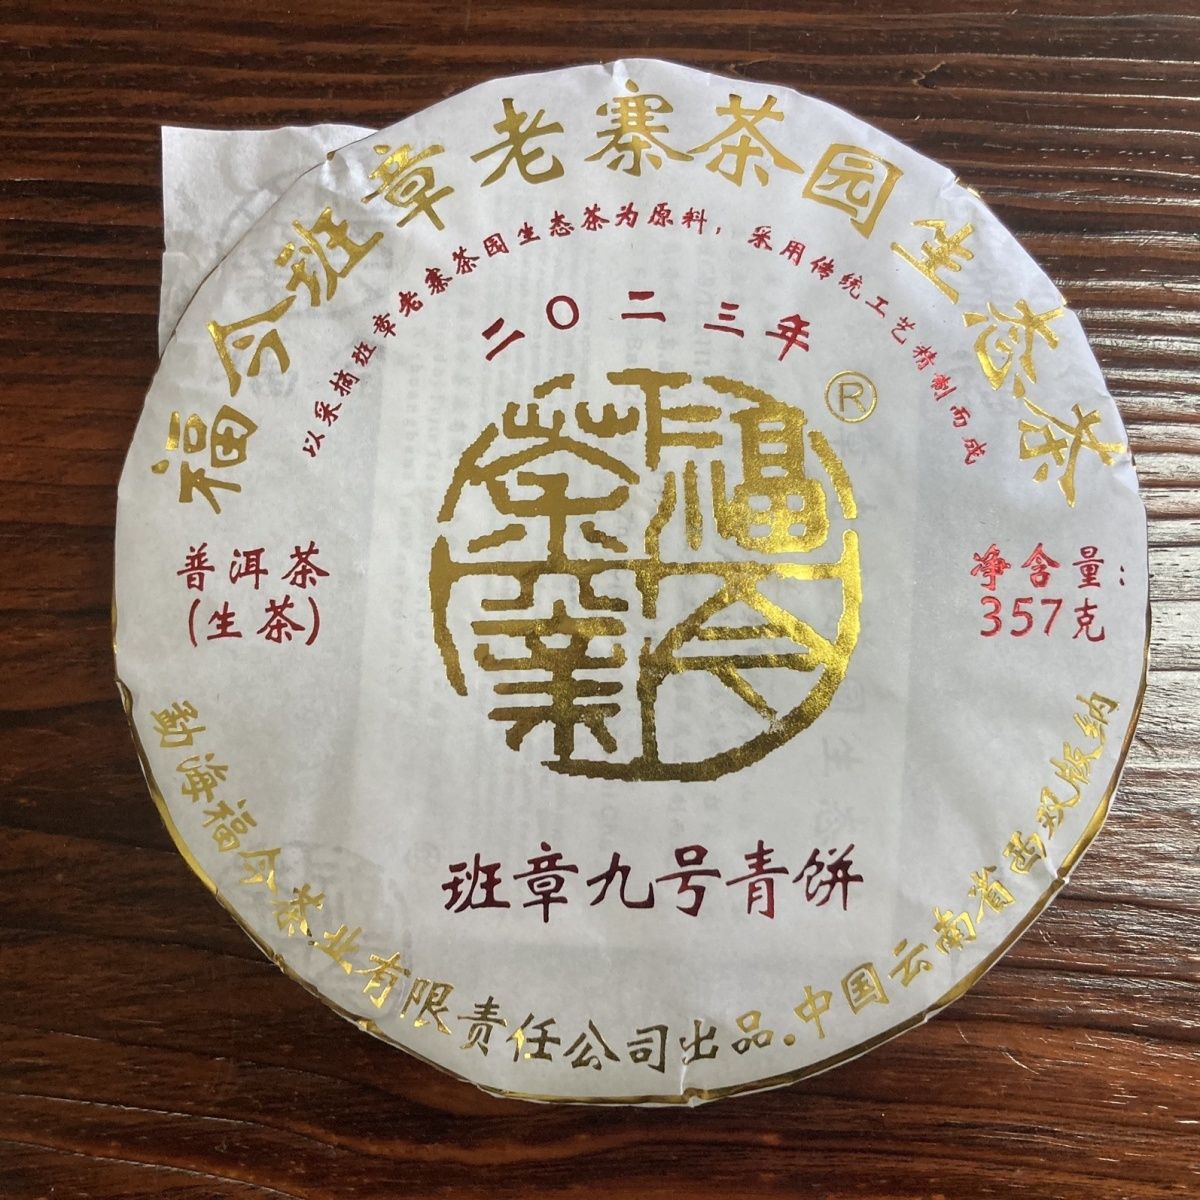 福今班章老寨茶园生态茶
以采摘班章老寨茶园生态茶为原料，采用传统工艺精制而成
二〇二三年
福今茶業
®
普洱茶
(生茶)
净含量：
357克
班章九号青饼
勐海福今茶业有限责任公司出品.中国云南省西双版纳